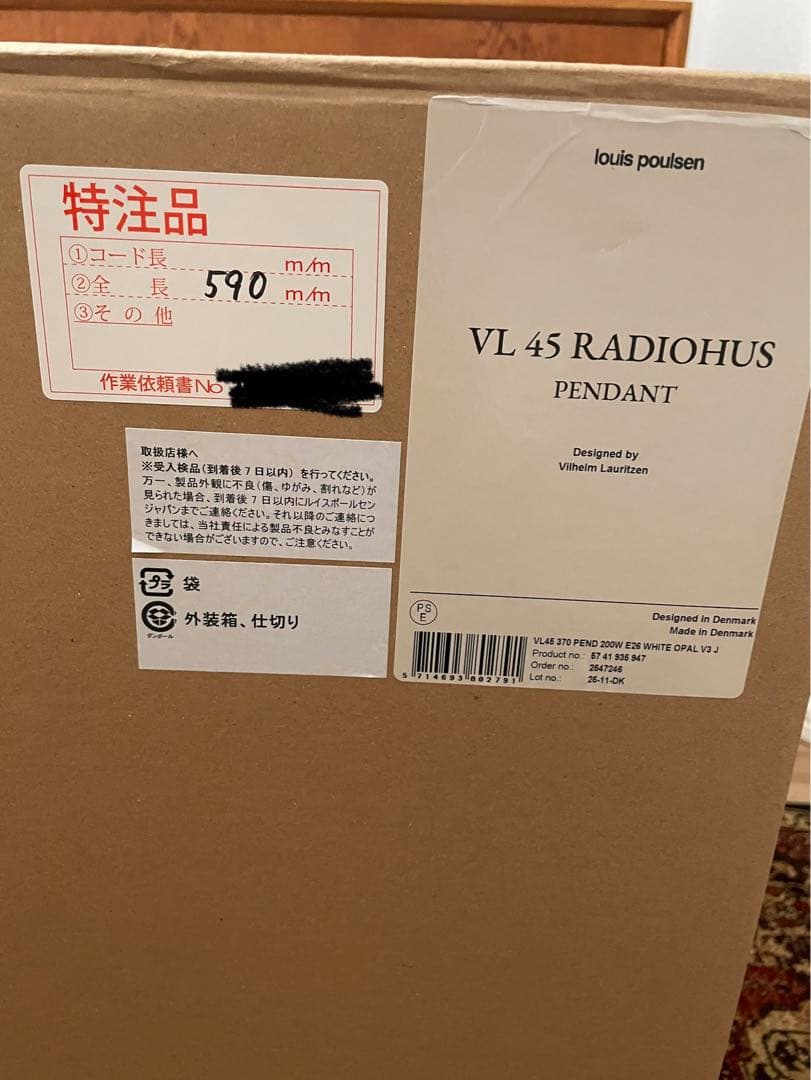 特注品
①コード長 m/m
②全 長 590 m/m
③その他
作業依頼書No
取扱店様へ
※受入検品(到着後7日以内)を行ってください。
万一、製品外観に不良(傷、ゆがみ、割れなど)が
見られた場合、到着後7日以内にルイスポールセン
ジャパンまでご連絡ください。それ以降のご連絡につ
きましては、当社責任による製品不良とみなすことが
できない場合がございますので、ご注意ください。
プラ 袋
ダンボール 外装箱、仕切り
louis poulsen
VL 45 RADIOHUS
PENDANT
Designed by
Vilhelm Lauritzen
PS
E
Designed in Denmark
Made in Denmark
VL45 370 PEND 200W E26 WHITE OPAL V3 J
Product no.: 57 41 935 947
Order no.: 2547246
Lot no.: 25-11-DK
5 714693 802791